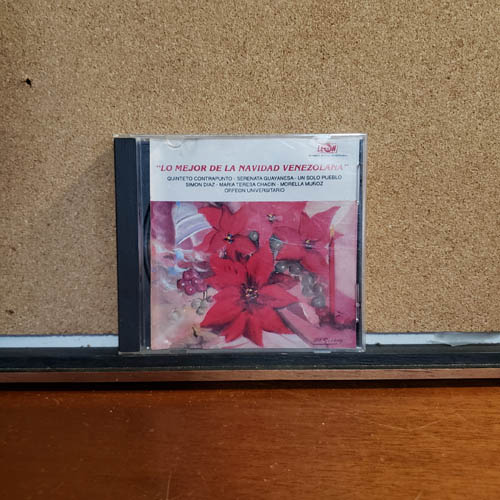 "LO MEJOR DE LA NAVIDAD VENEZOLANA"
QUINTETO CONTRAPUNTO - SERENATA GUAYANESA - UN SOLO PUEBLO
SIMON DIAZ - MARIA TERESA CHACIN - MORELLA MUÑOZ
ORFEON UNIVERSITARIO